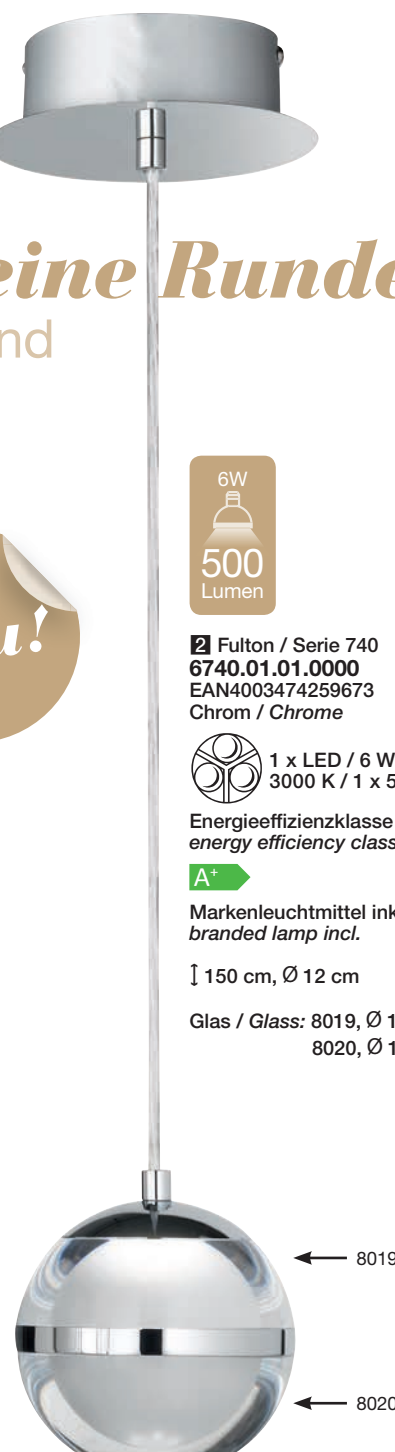 eine Runde
nd
6W
500
Lumen
u!
2 Fulton / Serie 740
6740.01.01.0000
EAN4003474259673
Chrom / Chrome
1 x LED / 6 W
3000 K / 1 x 5
Energieeffizienzklasse
energy efficiency class
A+
Markenleuchtmittel ink
branded lamp incl.
↕ 150 cm, Ø 12 cm
Glas / Glass: 8019, Ø 1
8020, Ø 1
8019
8020